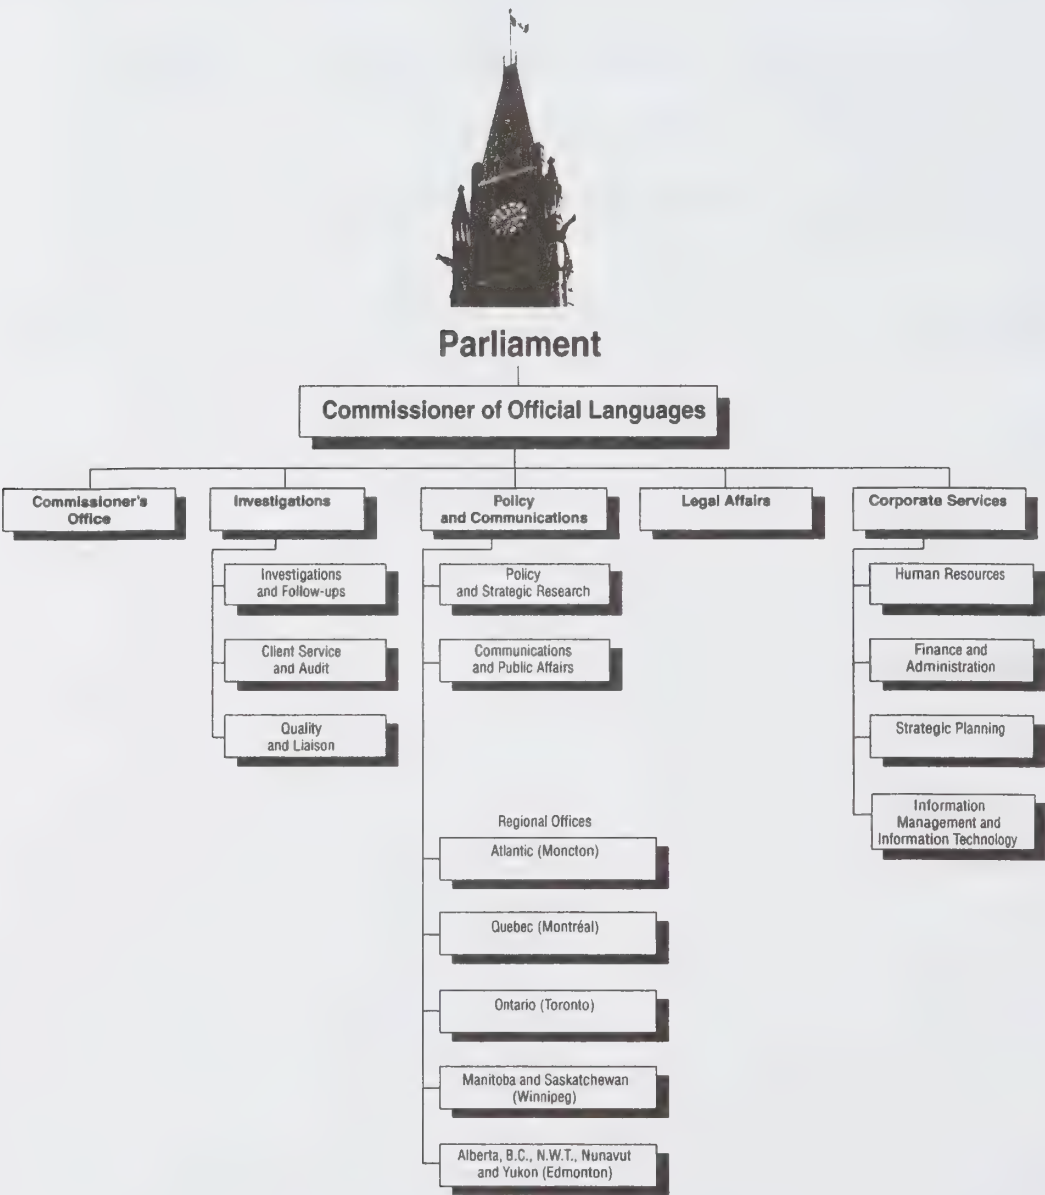 Parliament
Commissioner of Official Languages
Commissioner's
Office
Investigations
Investigations
and Follow-ups
Client Service
and Audit
Quality
and Liaison
Policy
and Communications
Policy
and Strategic Research
Communications
and Public Affairs
Regional Offices
Atlantic (Moncton)
Quebec (Montréal)
Ontario (Toronto)
Manitoba and Saskatchewan
(Winnipeg)
Alberta, B.C., N.W.T., Nunavut
and Yukon (Edmonton)
Legal Affairs
Corporate Services
Human Resources
Finance and
Administration
Strategic Planning
Information
Management and
Information Technology